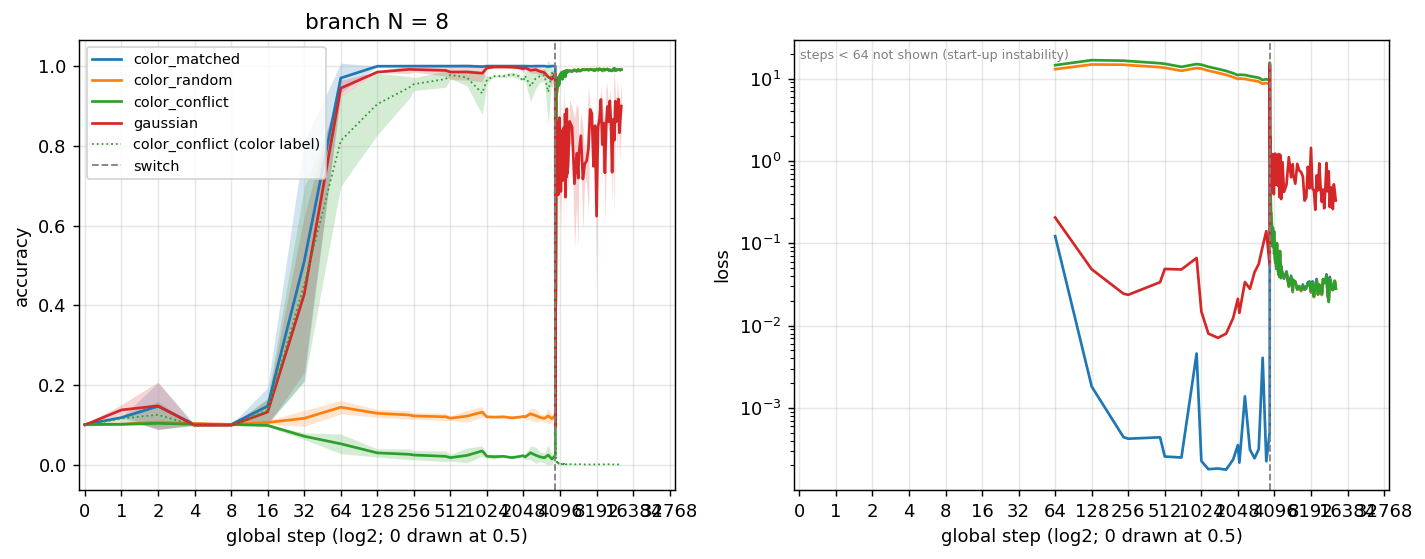 branch N = 8
accuracy
1.0
0.8
0.6
0.4
0.2
0.0
color_matched
color_random
color_conflict
gaussian
color_conflict (color label)
switch
0 1 2 4 8 16 32 64 128 256 512 1024 2048 4096 8192 16384 32768
global step (log2; 0 drawn at 0.5)
steps < 64 not shown (start-up instability)
loss
10¹
10⁰
10⁻¹
10⁻²
10⁻³
0 1 2 4 8 16 32 64 128 256 512 1024 2048 4096 8192 16384 32768
global step (log2; 0 drawn at 0.5)